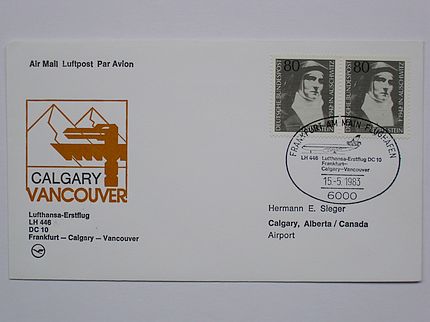 Air Mail Luftpost Par Avion
80
80
DEUTSCHE BUNDESPOST
DEUTSCHE BUNDESPOST
CALGARY
VANCOUVER
Lufthansa-Erstflug
LH 446
DC 10
Frankfurt – Calgary – Vancouver
FRANKFURT AM MAIN FLUGHAFEN
LH 446 Lufthansa-Erstflug DC 10
Frankfurt–
Calgary–Vancouver
15-5.1983
6000
Hermann E. Sieger
Calgary, Alberta / Canada
Airport